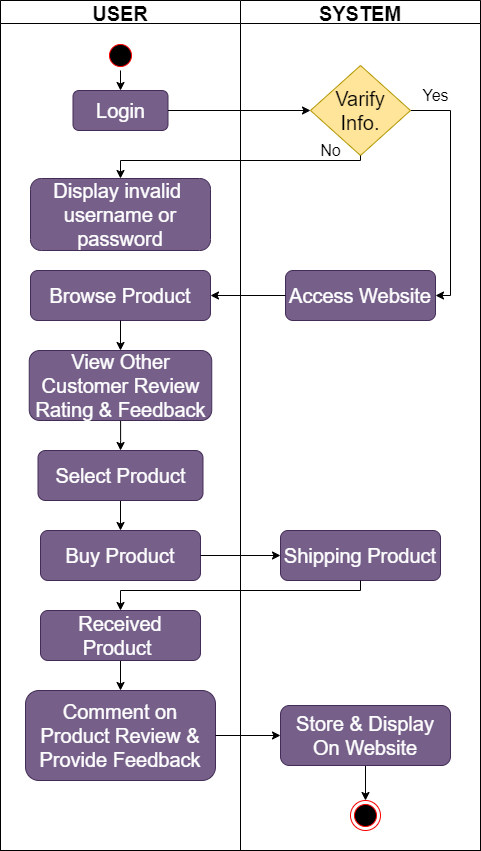 USER
SYSTEM
Login
Varify
Info.
Yes
No
Display invalid
username or
password
Browse Product
Access Website
View Other
Customer Review
Rating & Feedback
Select Product
Buy Product
Shipping Product
Received
Product
Comment on
Product Review &
Provide Feedback
Store & Display
On Website